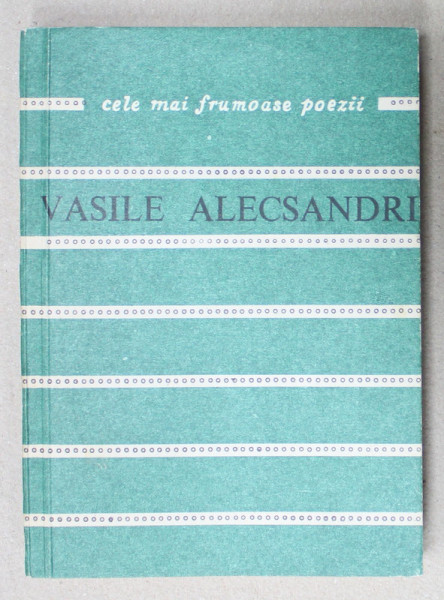 cele mai frumoase poezii
VASILE ALECSANDRI